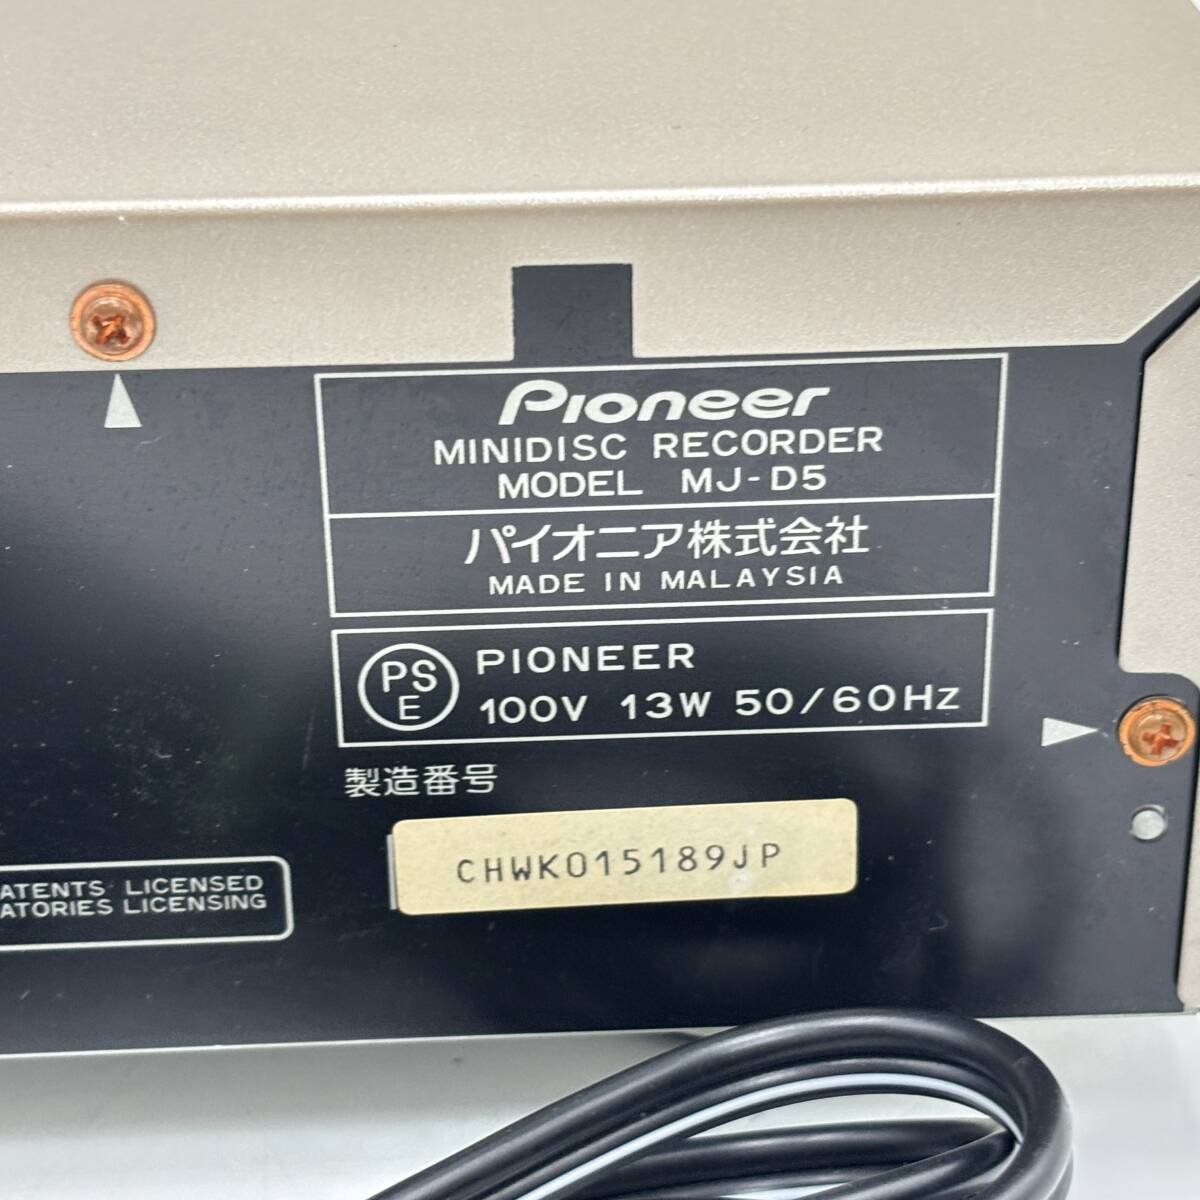 Pioneer
MINIDISC RECORDER
MODEL MJ-D5
パイオニア株式会社
MADE IN MALAYSIA
PS
E
PIONEER
100V 13W 50/60Hz
製造番号
CHWK015189JP
ATENTS LICENSED
ATORIES LICENSING